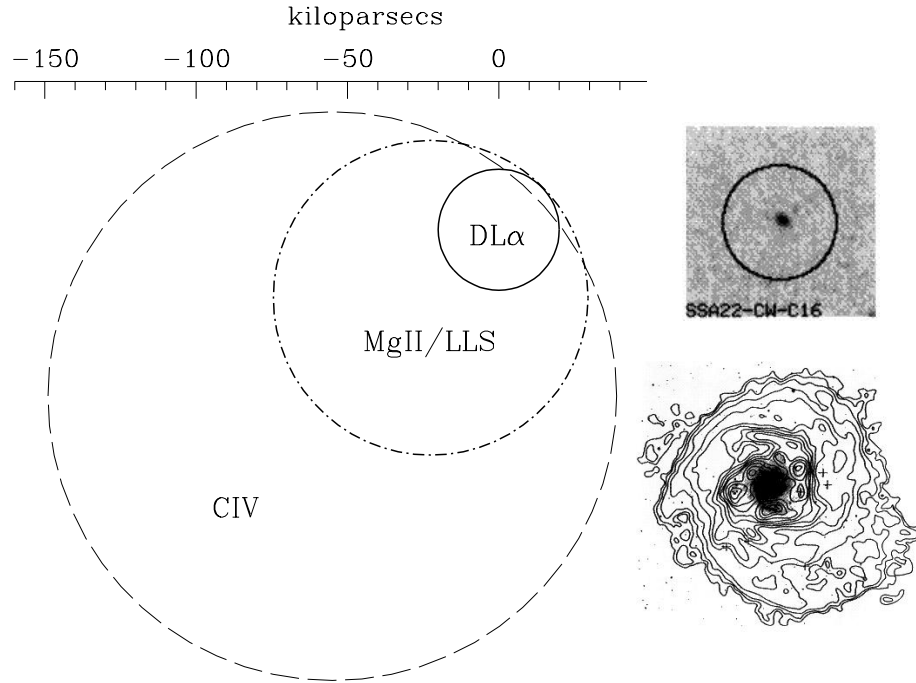 kiloparsecs
−150 −100 −50 0
DLα
MgII/LLS
CIV
SSA22-CW-C16